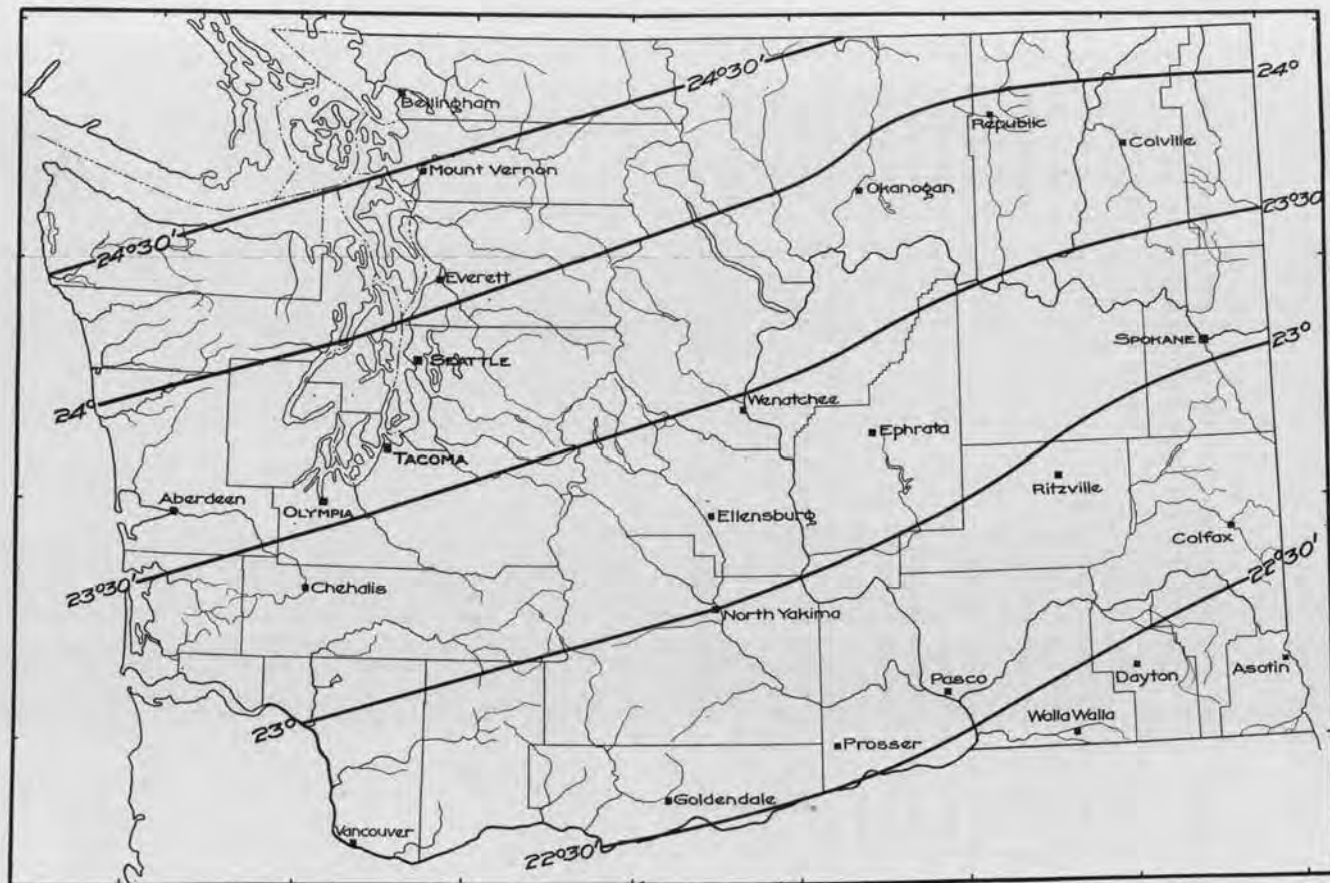 24°30'
24°
Bellingham
Republic
Colville
Mount Vernon
Okanogan
23°30
24°30'
Everett
23°
SPOKANE
SEATTLE
24°
Wenatchee
Ephrata
TACOMA
Ritzville
Aberdeen
OLYMPIA
Ellensburg
Colfax
22°30'
23°30'
Chehalis
North Yakima
Asotin
Dayton
Pasco
23°
Walla Walla
Prosser
Goldendale
Vancouver
22°30'